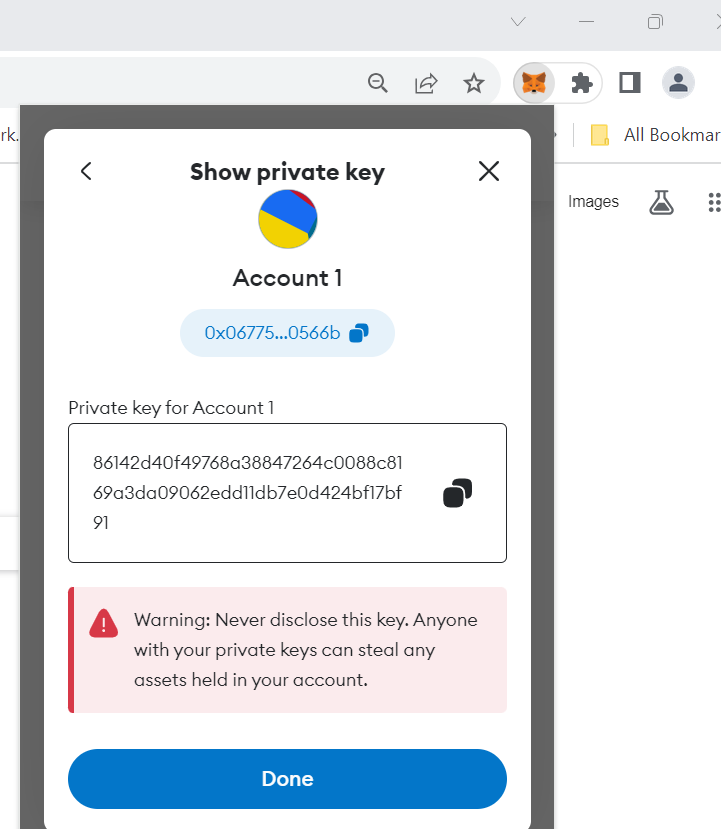 rk.
All Bookmar
Images
Show private key
Account 1
0x06775...0566b
Private key for Account 1
86142d40f49768a38847264c0088c81
69a3da09062edd11db7e0d424bf17bf
91
Warning: Never disclose this key. Anyone
with your private keys can steal any
assets held in your account.
Done